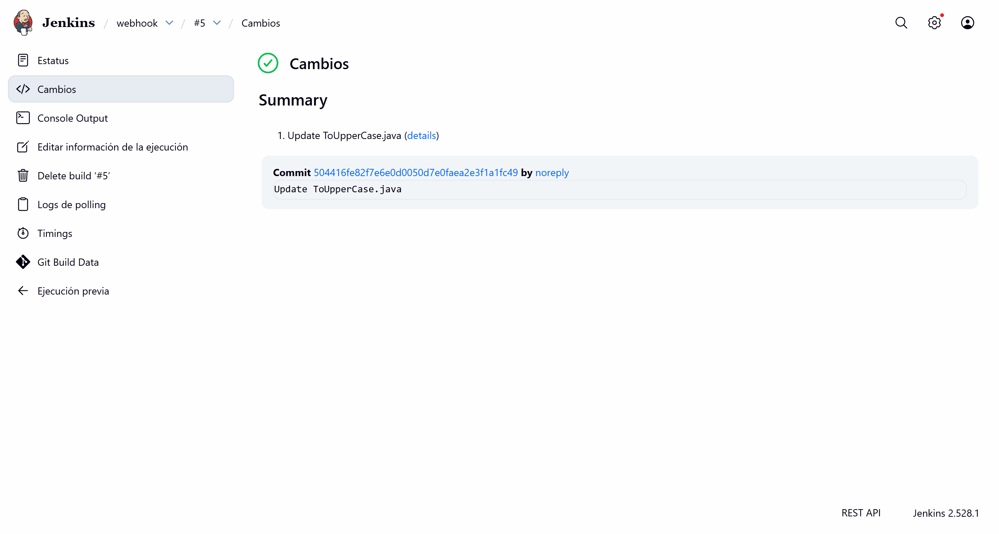 Jenkins / webhook / #5 / Cambios
Estatus
Cambios
Console Output
Editar información de la ejecución
Delete build ‘#5’
Logs de polling
Timings
Git Build Data
Ejecución previa
Cambios
Summary
1. Update ToUpperCase.java (details)
Commit 504416fe82f7e6e0d0050d7e0faea2e3f1a1fc49 by noreply
Update ToUpperCase.java
REST API
Jenkins 2.528.1